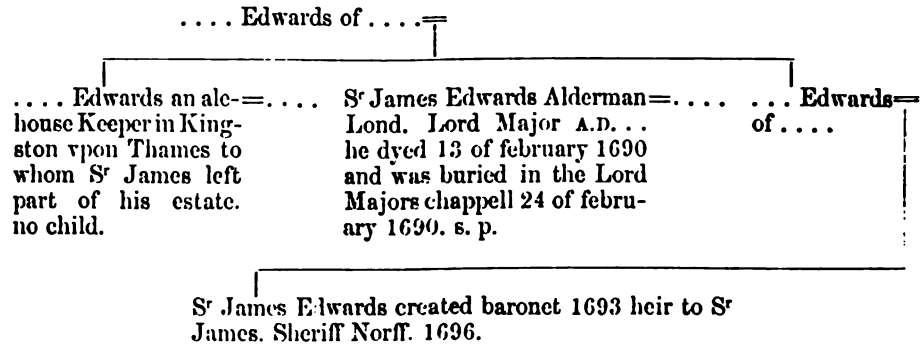 .... Edwards of ....=
.... Edwards an ale-=....
house Keeper in King-
ston vpon Thames to
whom Sʳ James left
part of his estate.
no child.
Sʳ James Edwards Alderman=....
Lond. Lord Major A.D. ..
he dyed 13 of february 1690
and was buried in the Lord
Majors chappell 24 of febru-
ary 1690. s. p.
... Edwards=
of ....
Sʳ James Edwards created baronet 1693 heir to Sʳ
James. Sheriff Norff. 1696.